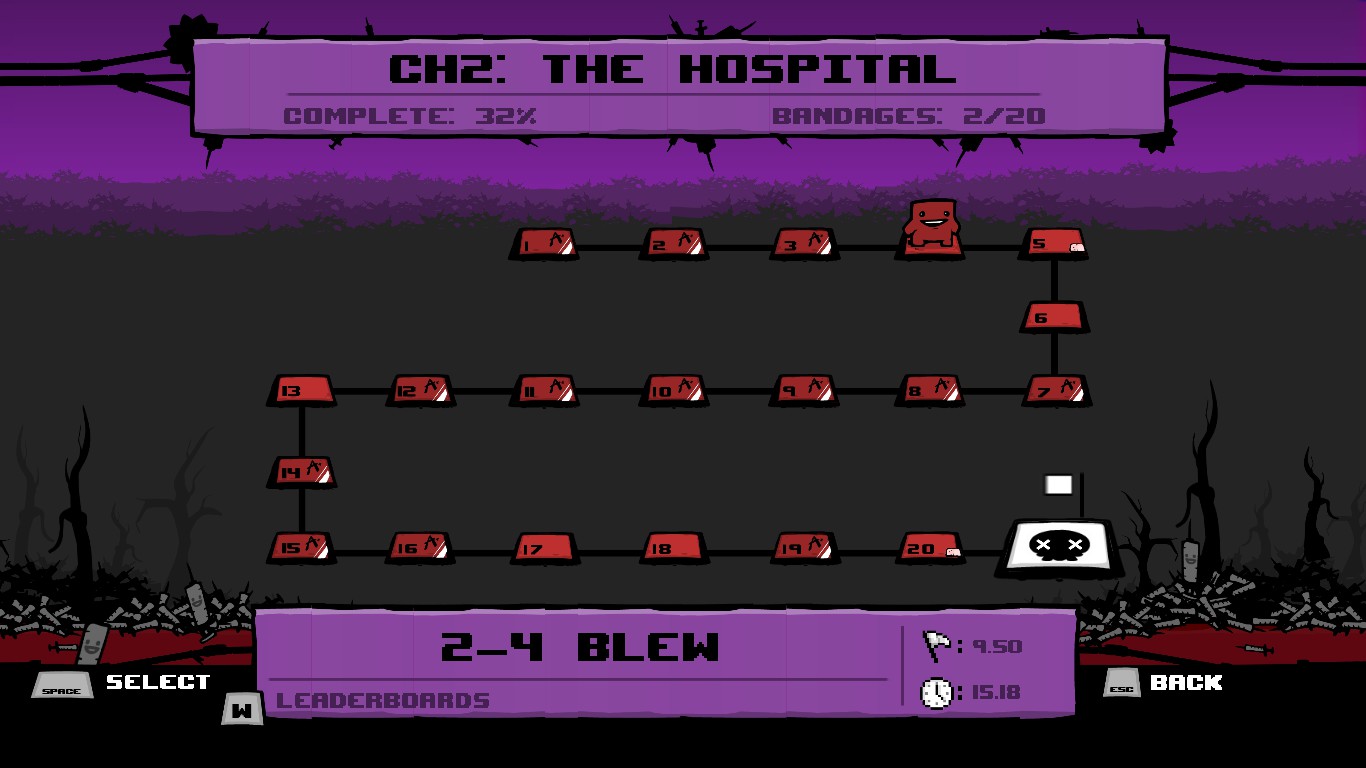 CH2: THE HOSPITAL
COMPLETE: 32% BANDAGES: 2/20
1 A+ 2 A+ 3 A+ 5
6
13 12 A+ 11 A+ 10 A+ 9 A+ 8 A+ 7 A+
14 A+
15 A+ 16 A+ 17 18 19 A+ 20
2-4 BLEW
: 9.50
SPACE SELECT
: 15.18
ESC BACK
W LEADERBOARDS